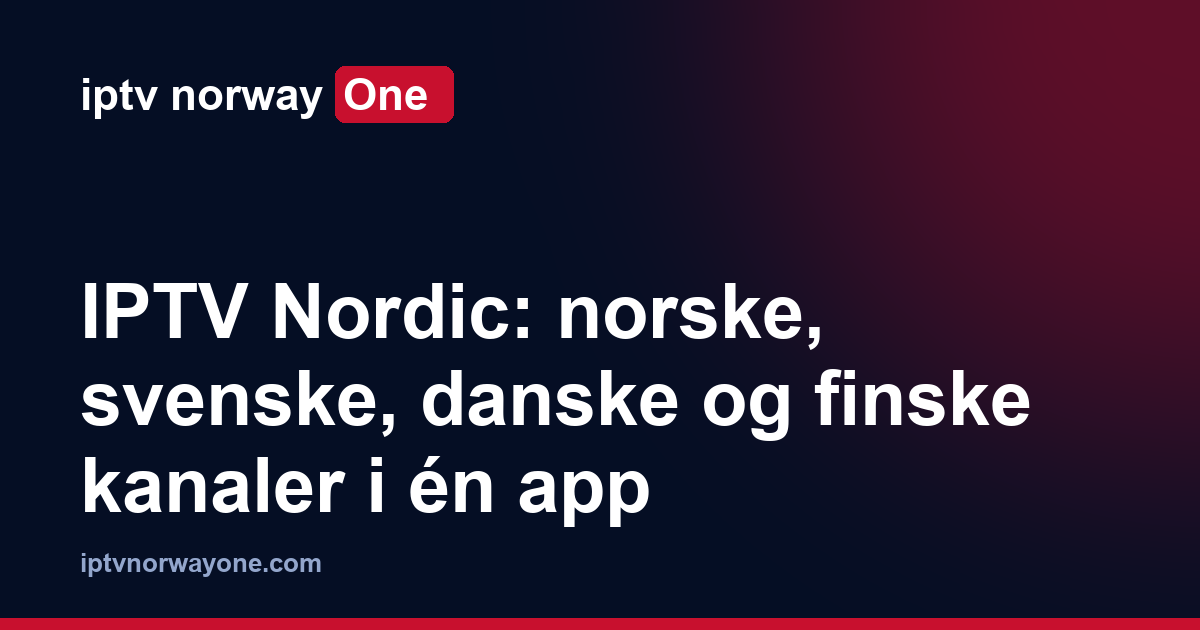 iptv norway One
IPTV Nordic: norske,
svenske, danske og finske
kanaler i én app
iptvnorwayone.com